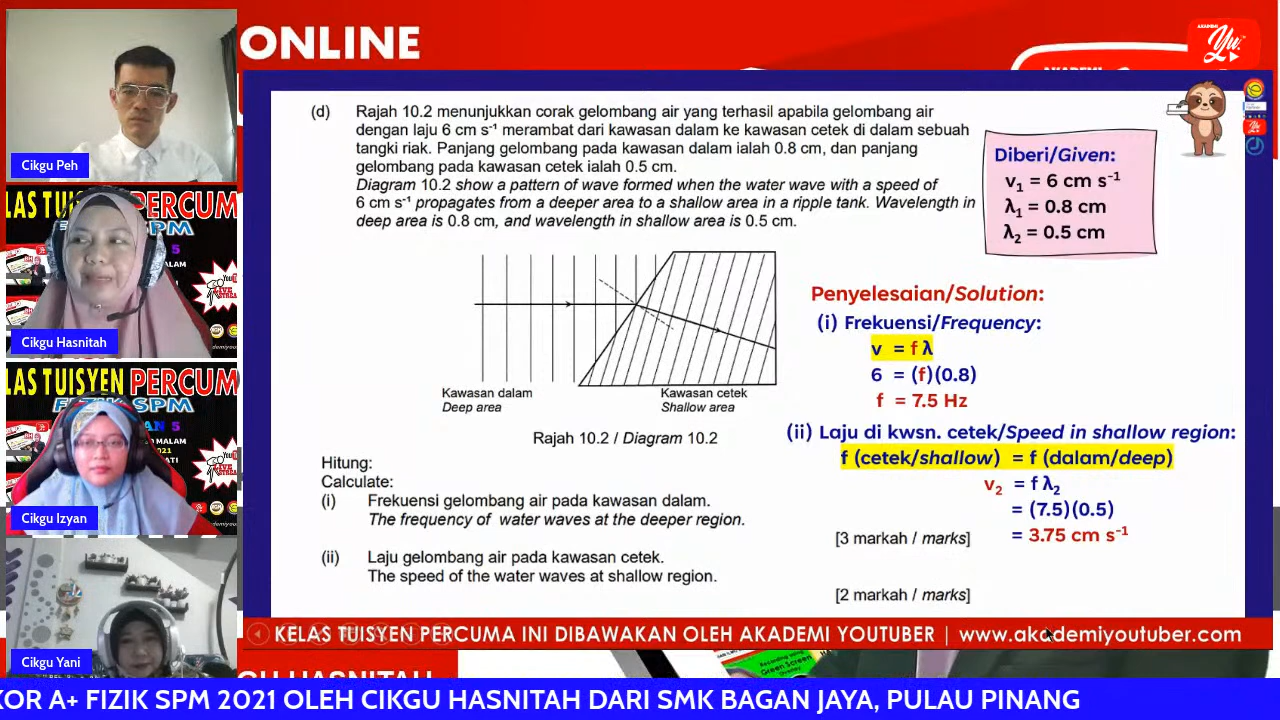 ONLINE
AKADEMI
Yu.
Cikgu Peh
LAS TUISYEN PERCUM
Cikgu Hasnitah
LAS TUISYEN PERCUM
FIZIK SPM
Cikgu Izyan
Cikgu Yani
(d) Rajah 10.2 menunjukkan corak gelombang air yang terhasil apabila gelombang air
dengan laju 6 cm s⁻¹ merambat dari kawasan dalam ke kawasan cetek di dalam sebuah
tangki riak. Panjang gelombang pada kawasan dalam ialah 0.8 cm, dan panjang
gelombang pada kawasan cetek ialah 0.5 cm.
Diagram 10.2 show a pattern of wave formed when the water wave with a speed of
6 cm s⁻¹ propagates from a deeper area to a shallow area in a ripple tank. Wavelength in
deep area is 0.8 cm, and wavelength in shallow area is 0.5 cm.
Kawasan dalam
Deep area
Kawasan cetek
Shallow area
Rajah 10.2 / Diagram 10.2
Hitung:
Calculate:
(i) Frekuensi gelombang air pada kawasan dalam.
The frequency of water waves at the deeper region.
[3 markah / marks]
(ii) Laju gelombang air pada kawasan cetek.
The speed of the water waves at shallow region.
[2 markah / marks]
Diberi/Given:
v₁ = 6 cm s⁻¹
λ₁ = 0.8 cm
λ₂ = 0.5 cm
Penyelesaian/Solution:
(i) Frekuensi/Frequency:
v = f λ
6 = (f)(0.8)
f = 7.5 Hz
(ii) Laju di kwsn. cetek/Speed in shallow region:
f (cetek/shallow) = f (dalam/deep)
v₂ = f λ₂
= (7.5)(0.5)
= 3.75 cm s⁻¹
KELAS TUISYEN PERCUMA INI DIBAWAKAN OLEH AKADEMI YOUTUBER | www.akademiyoutuber.com
KOR A+ FIZIK SPM 2021 OLEH CIKGU HASNITAH DARI SMK BAGAN JAYA, PULAU PINANG